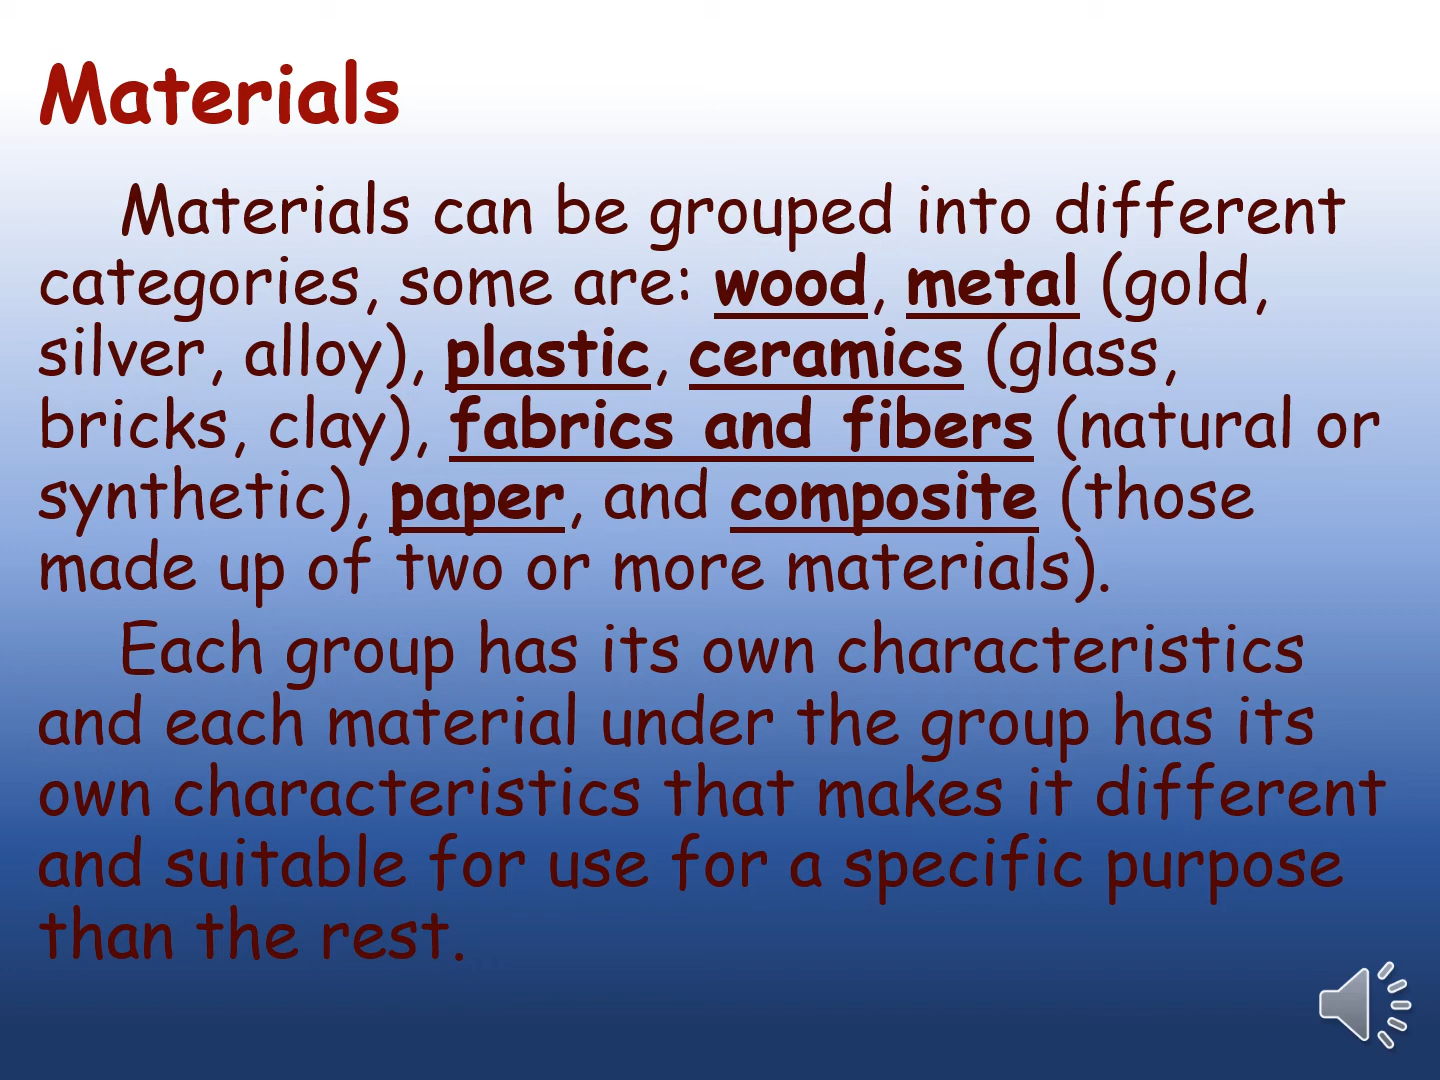 Materials
Materials can be grouped into different
categories, some are: wood, metal (gold,
silver, alloy), plastic, ceramics (glass,
bricks, clay), fabrics and fibers (natural or
synthetic), paper, and composite (those
made up of two or more materials).
Each group has its own characteristics
and each material under the group has its
own characteristics that makes it different
and suitable for use for a specific purpose
than the rest.